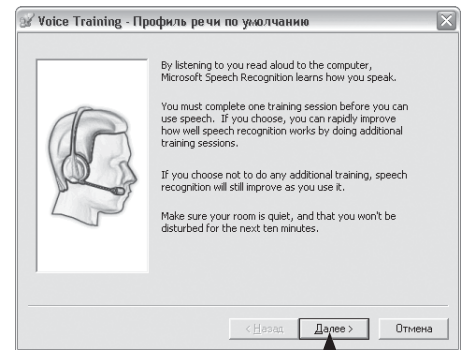 Voice Training - Профиль речи по умолчанию
By listening to you read aloud to the computer,
Microsoft Speech Recognition learns how you speak.
You must complete one training session before you can
use speech. If you choose, you can rapidly improve
how well speech recognition works by doing additional
training sessions.
If you choose not to do any additional training, speech
recognition will still improve as you use it.
Make sure your room is quiet, and that you won't be
disturbed for the next ten minutes.
< Назад Далее > Отмена